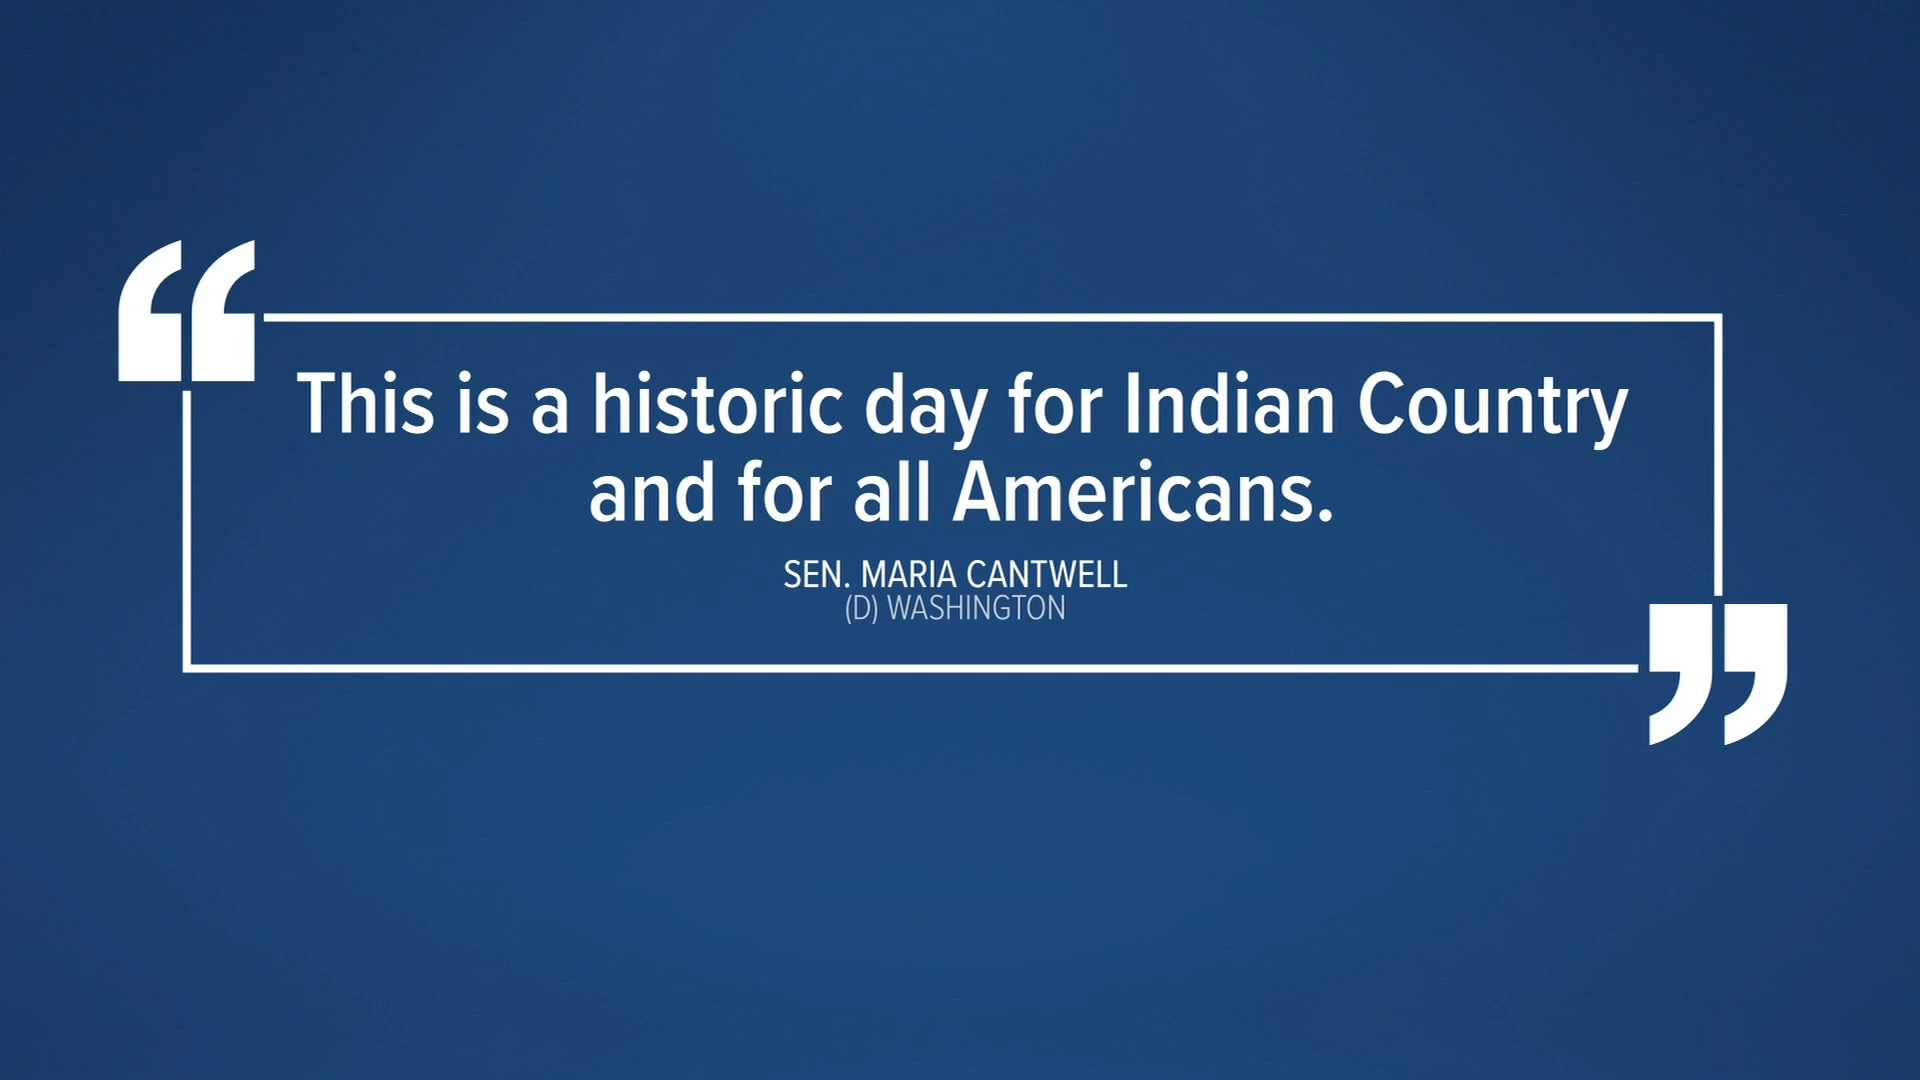 “This is a historic day for Indian Country
and for all Americans.”
SEN. MARIA CANTWELL
(D) WASHINGTON